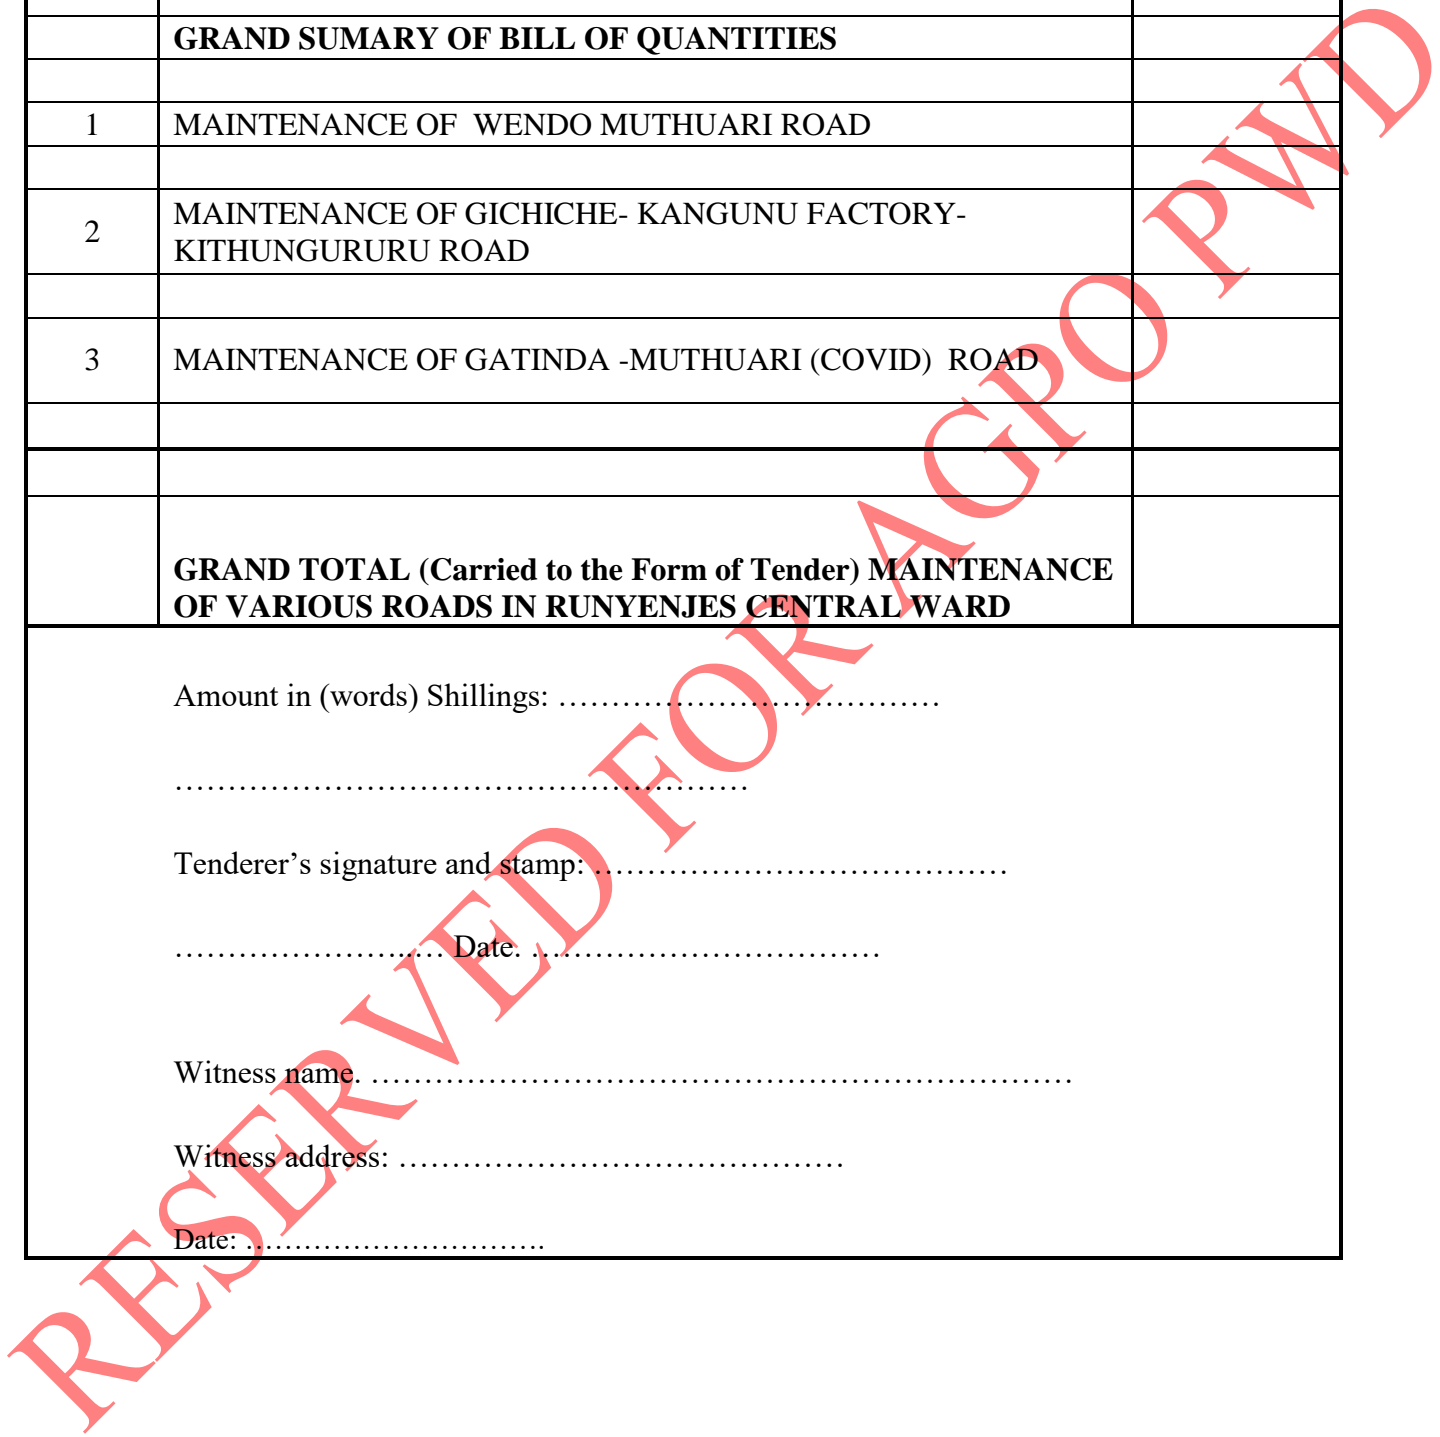 GRAND SUMARY OF BILL OF QUANTITIES
1 MAINTENANCE OF  WENDO MUTHUARI ROAD
2 MAINTENANCE OF GICHICHE- KANGUNU FACTORY-
KITHUNGURURU ROAD
3 MAINTENANCE OF GATINDA -MUTHUARI (COVID)  ROAD
GRAND TOTAL (Carried to the Form of Tender) MAINTENANCE
OF VARIOUS ROADS IN RUNYENJES CENTRAL WARD
Amount in (words) Shillings: ………………………………
………………………………………………
Tenderer’s signature and stamp: …………………………………
…………………..… Date. ……………………………
Witness name. …………………………………………………………
Witness address: ……………………………………
Date: ………………………….
RESERVED FOR AGPO PWD